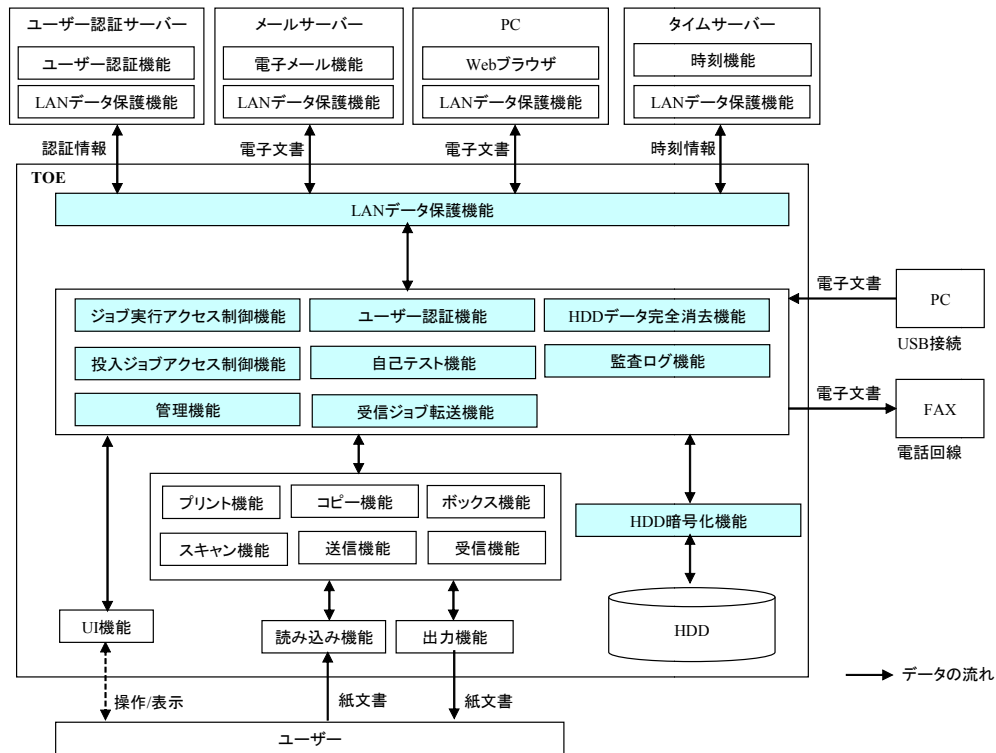 ユーザー認証サーバー
メールサーバー
PC
タイムサーバー
ユーザー認証機能
電子メール機能
Webブラウザ
時刻機能
LANデータ保護機能
LANデータ保護機能
LANデータ保護機能
LANデータ保護機能
認証情報
電子文書
電子文書
時刻情報
TOE
LANデータ保護機能
ジョブ実行アクセス制御機能
ユーザー認証機能
HDDデータ完全消去機能
投入ジョブアクセス制御機能
自己テスト機能
監査ログ機能
管理機能
受信ジョブ転送機能
電子文書
PC
USB接続
電子文書
FAX
電話回線
プリント機能
コピー機能
ボックス機能
スキャン機能
送信機能
受信機能
HDD暗号化機能
HDD
UI機能
読み込み機能
出力機能
データの流れ
操作/表示
紙文書
紙文書
ユーザー